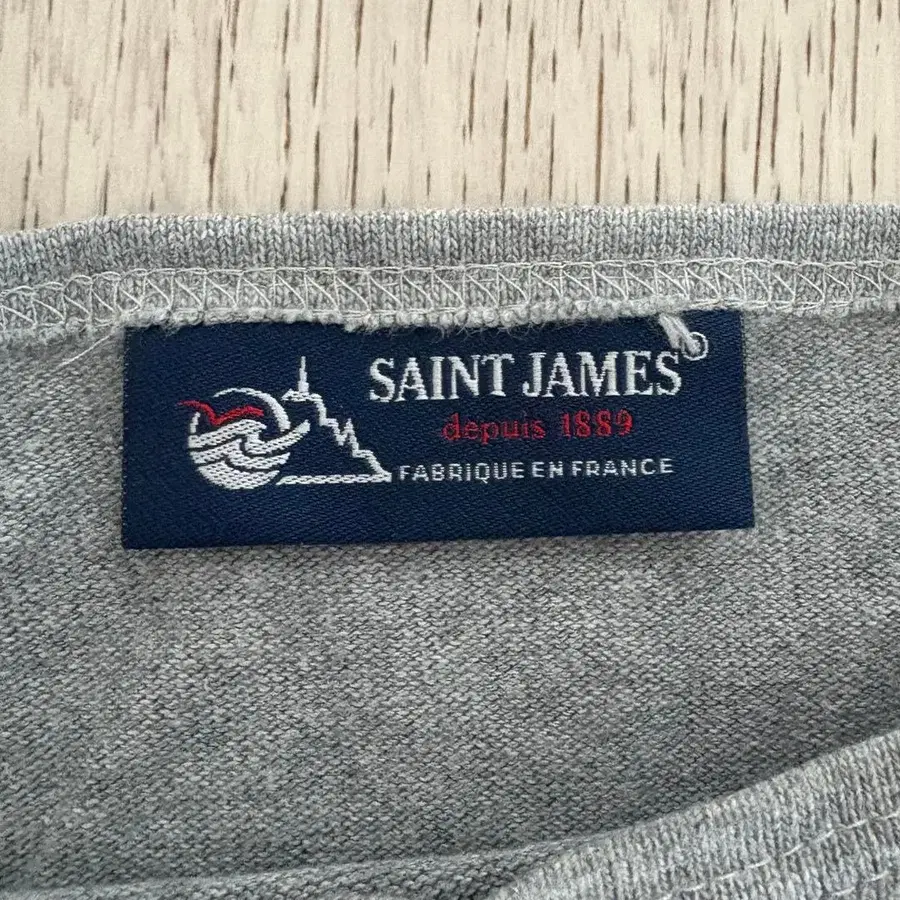 SAINT JAMES®
depuis 1889
FABRIQUE EN FRANCE